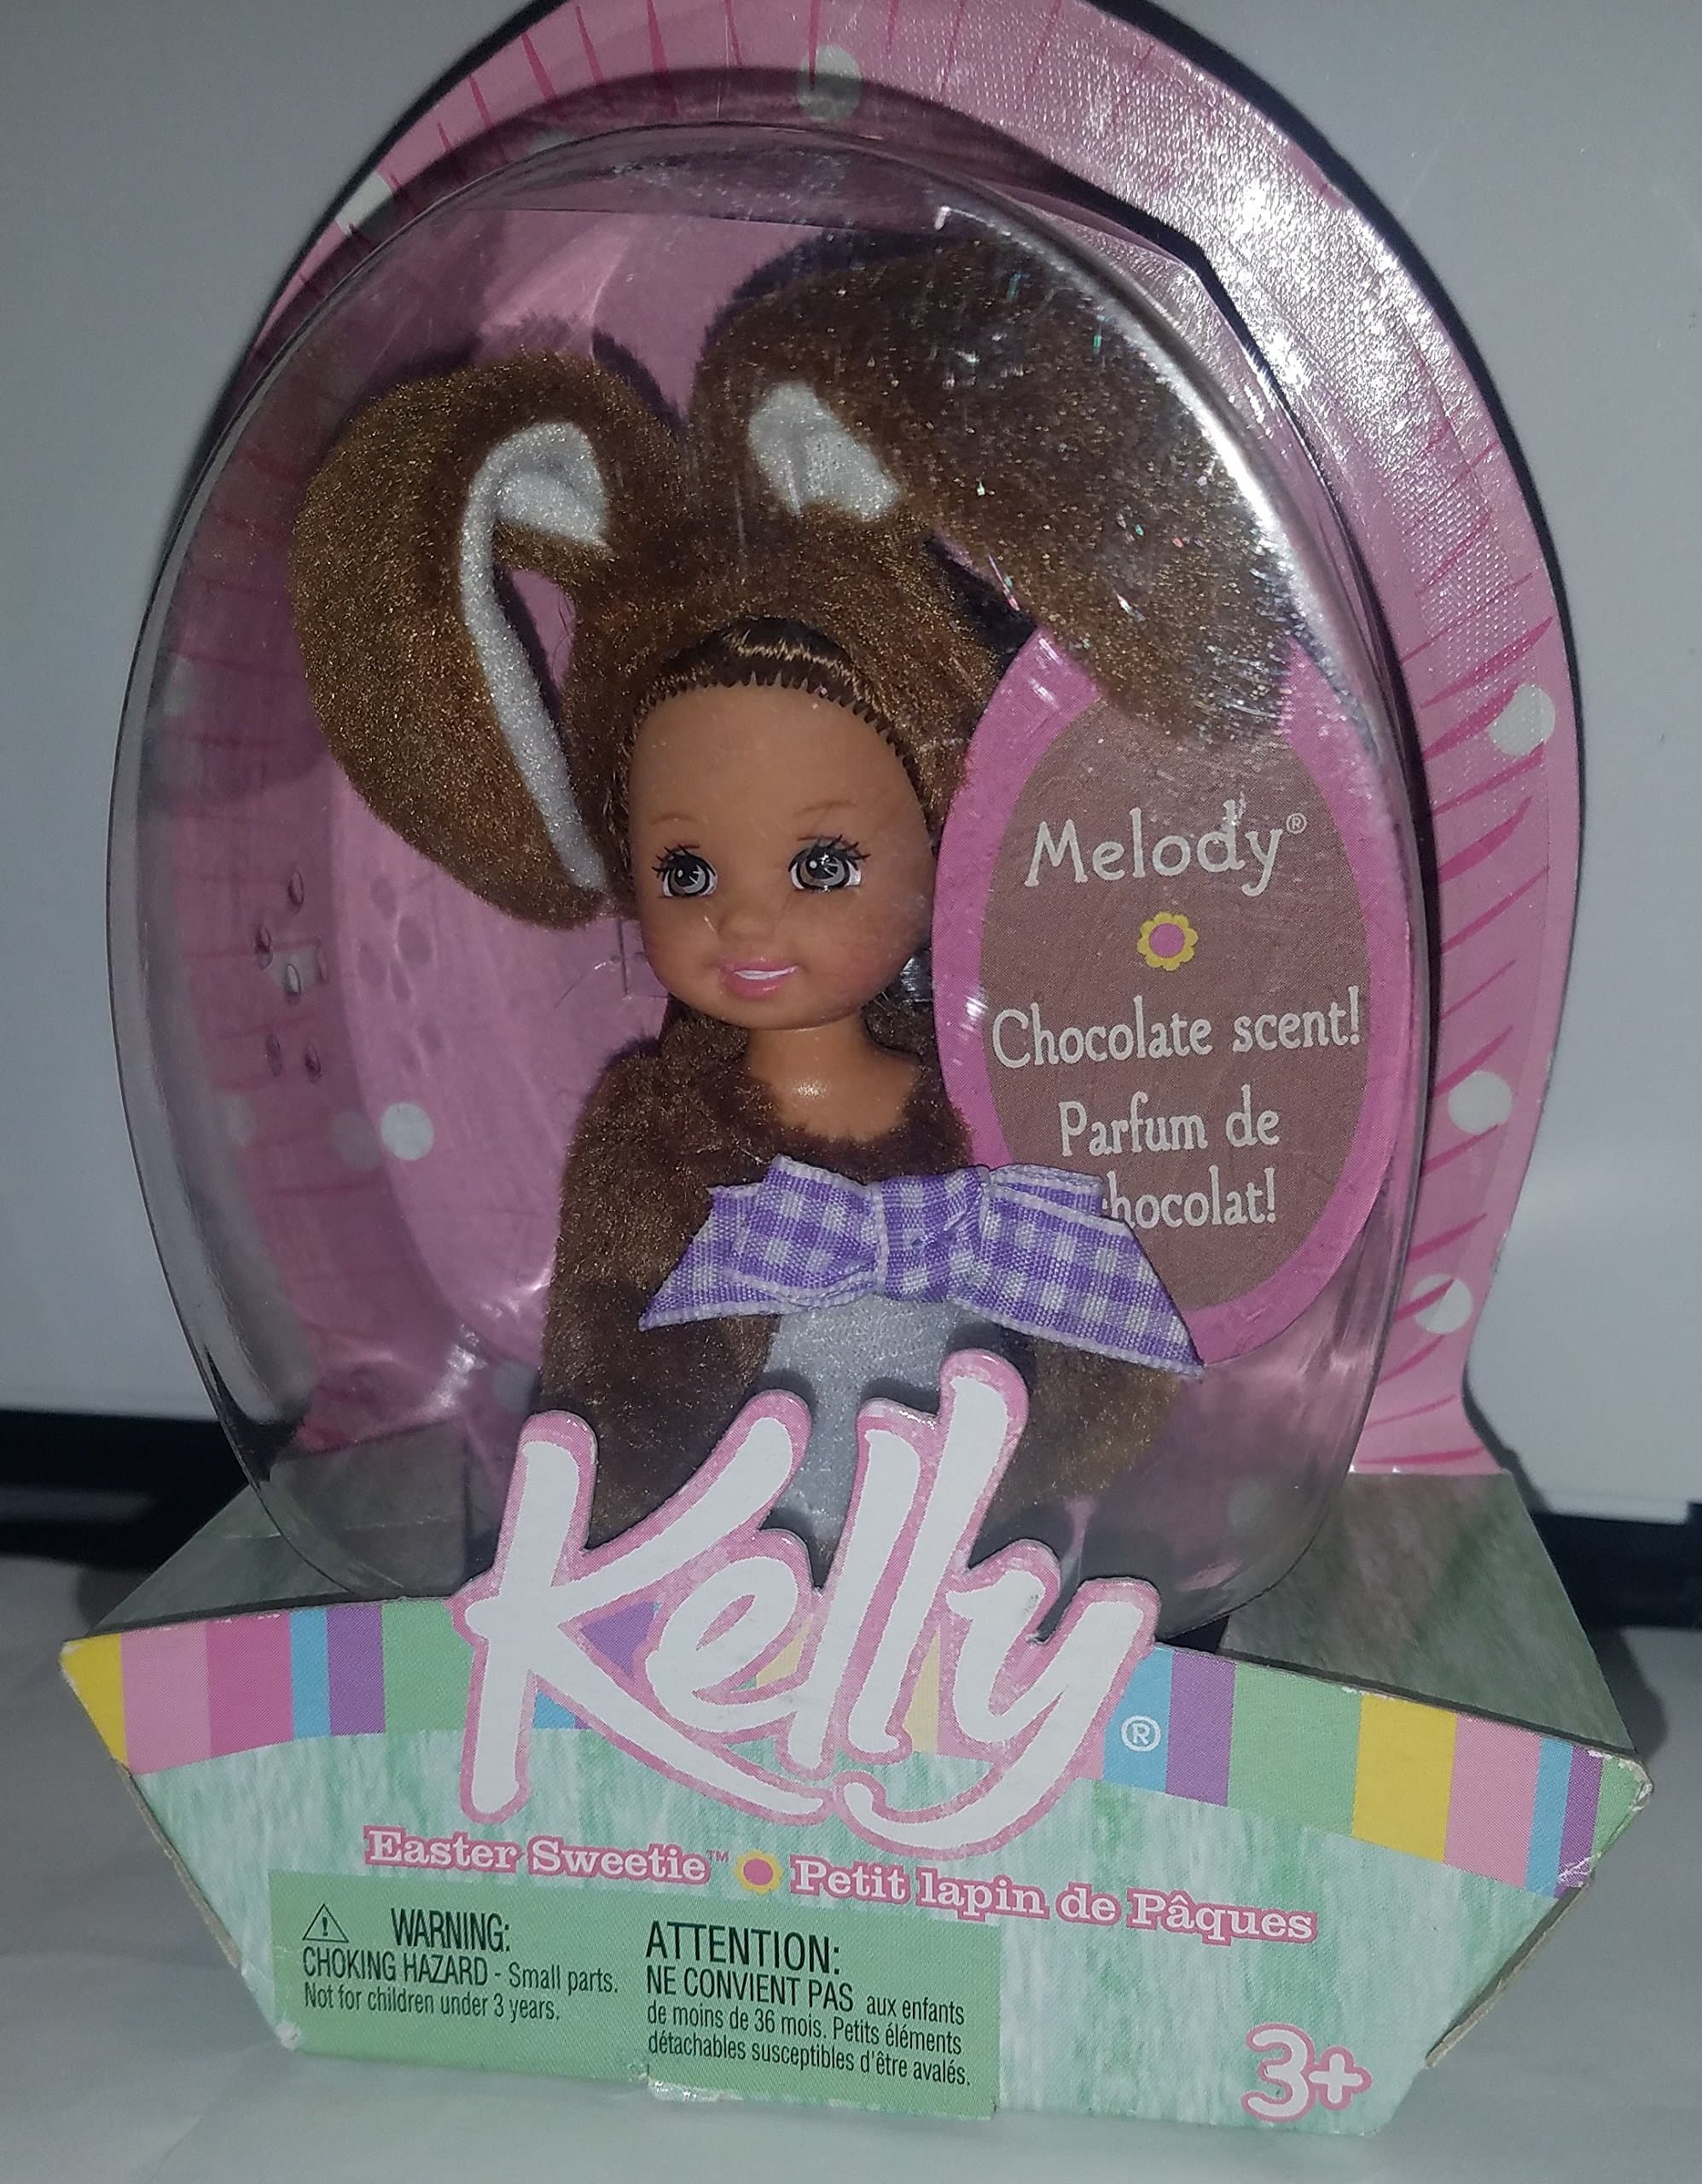 Melody®
Chocolate scent!
Parfum de
chocolat!
Kelly®
Easter Sweetie™ Petit lapin de Pâques
WARNING:
CHOKING HAZARD - Small parts.
Not for children under 3 years.
ATTENTION:
NE CONVIENT PAS aux enfants
de moins de 36 mois. Petits éléments
détachables susceptibles d'être avalés.
3+